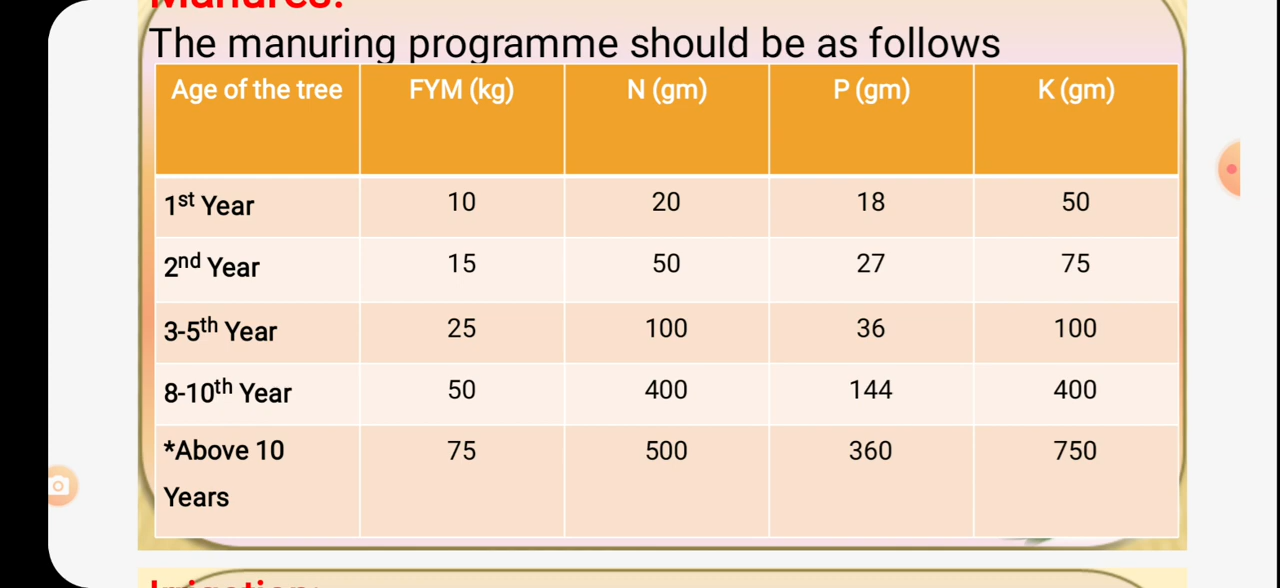 Manures:
The manuring programme should be as follows
Age of the tree FYM (kg) N (gm) P (gm) K (gm)
1st Year 10 20 18 50
2nd Year 15 50 27 75
3-5th Year 25 100 36 100
8-10th Year 50 400 144 400
*Above 10 75 500 360 750
Years
Irrigation: